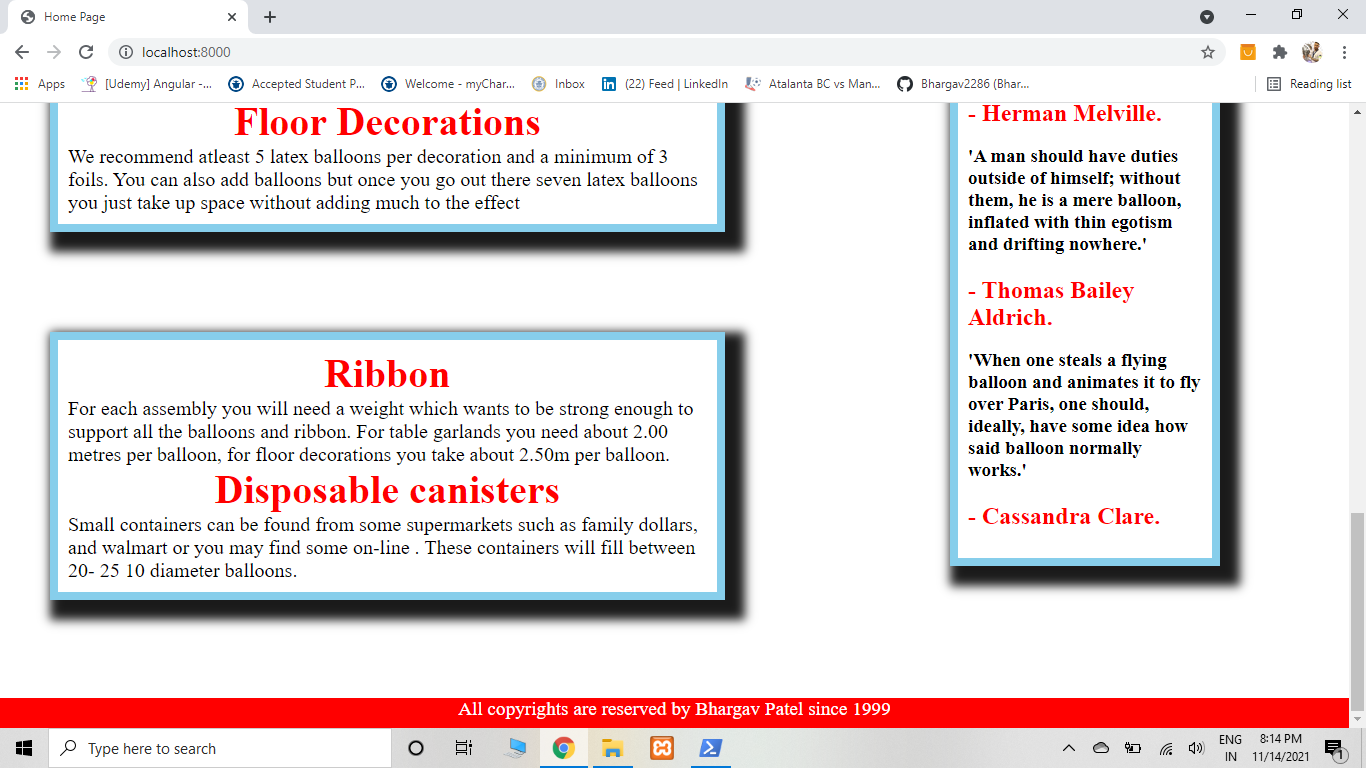 Home Page
localhost:8000
Apps
[Udemy] Angular -...
Accepted Student P...
Welcome - myChar...
Inbox
(22) Feed | LinkedIn
Atalanta BC vs Man...
Bhargav2286 (Bhar...
Reading list
Floor Decorations
We recommend atleast 5 latex balloons per decoration and a minimum of 3
foils. You can also add balloons but once you go out there seven latex balloons
you just take up space without adding much to the effect
Ribbon
For each assembly you will need a weight which wants to be strong enough to
support all the balloons and ribbon. For table garlands you need about 2.00
metres per balloon, for floor decorations you take about 2.50m per balloon.
Disposable canisters
Small containers can be found from some supermarkets such as family dollars,
and walmart or you may find some on-line . These containers will fill between
20- 25 10 diameter balloons.
- Herman Melville.
'A man should have duties
outside of himself; without
them, he is a mere balloon,
inflated with thin egotism
and drifting nowhere.'
- Thomas Bailey
Aldrich.
'When one steals a flying
balloon and animates it to fly
over Paris, one should,
ideally, have some idea how
said balloon normally
works.'
- Cassandra Clare.
All copyrights are reserved by Bhargav Patel since 1999
Type here to search
ENG
IN
8:14 PM
11/14/2021
1